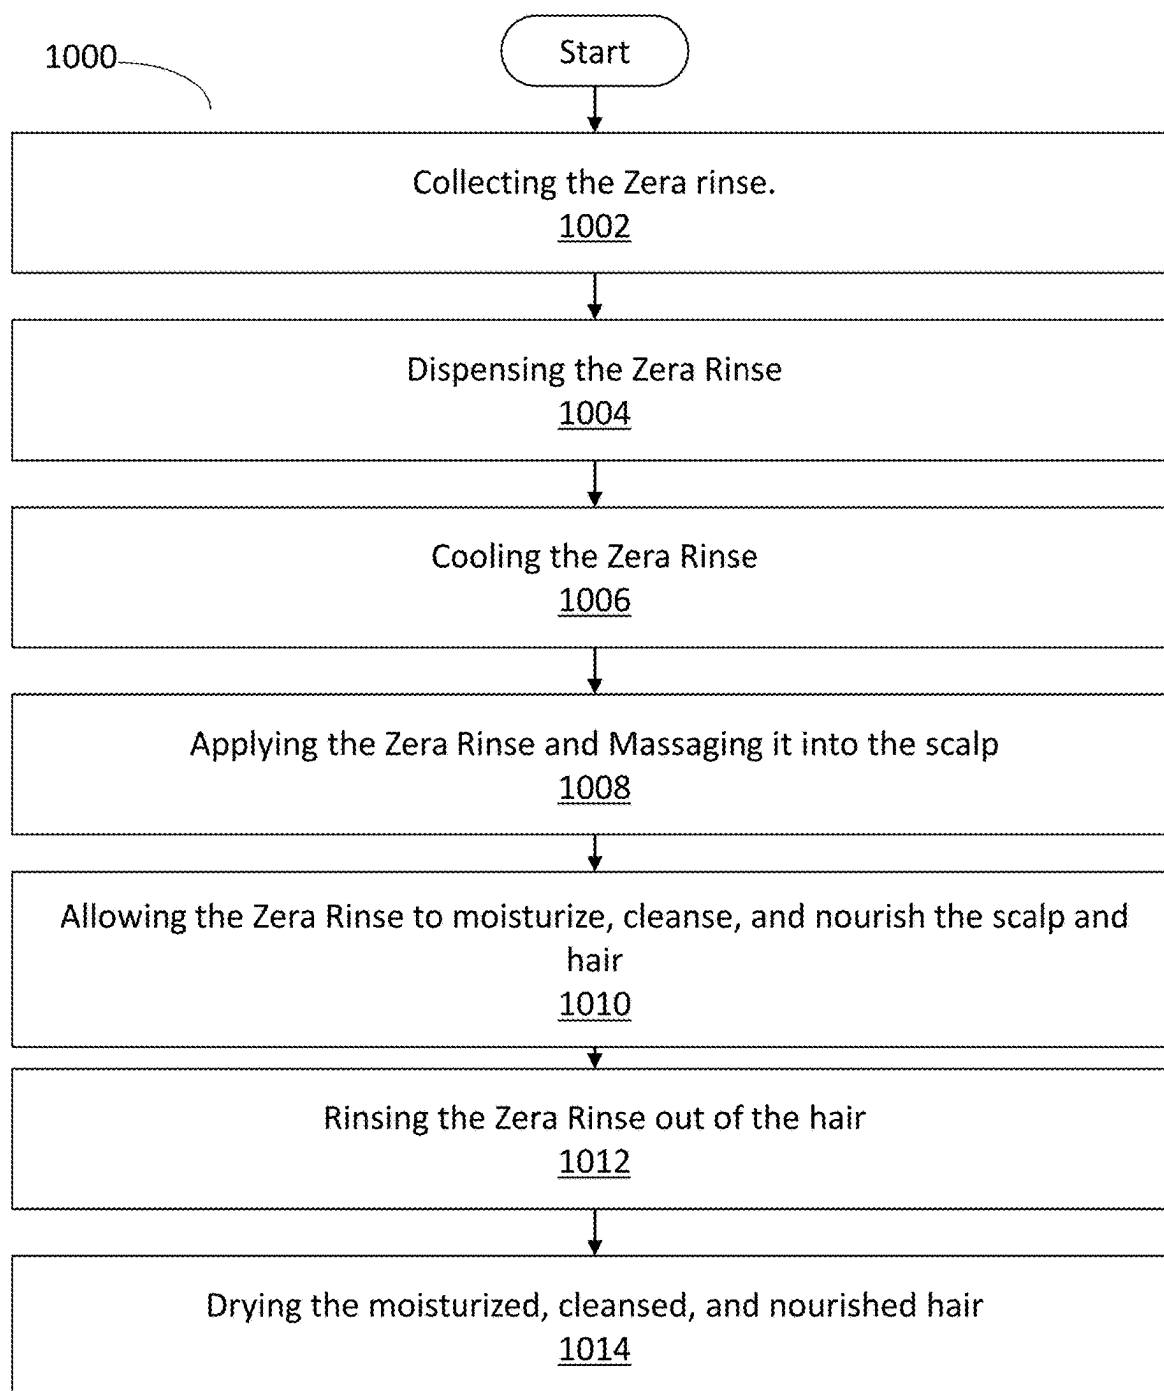 1000
Start
Collecting the Zera rinse.
1002
Dispensing the Zera Rinse
1004
Cooling the Zera Rinse
1006
Applying the Zera Rinse and Massaging it into the scalp
1008
Allowing the Zera Rinse to moisturize, cleanse, and nourish the scalp and
hair
1010
Rinsing the Zera Rinse out of the hair
1012
Drying the moisturized, cleansed, and nourished hair
1014